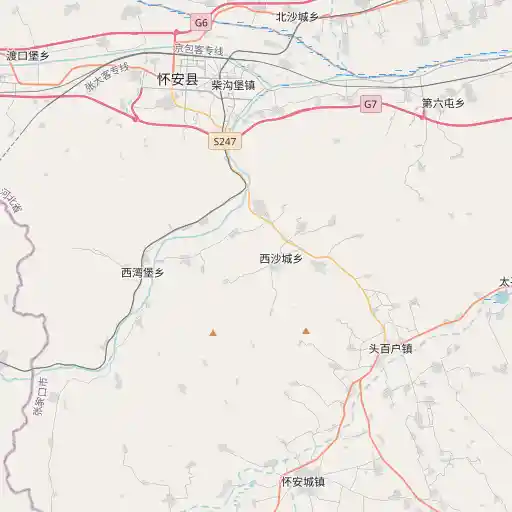 北沙城乡
G6
京包客专线
渡口堡乡
张大客专线
怀安县
柴沟堡镇
G7
第六屯乡
S247
河北省
西沙城乡
西湾堡乡
头百户镇
张家口市
怀安城镇